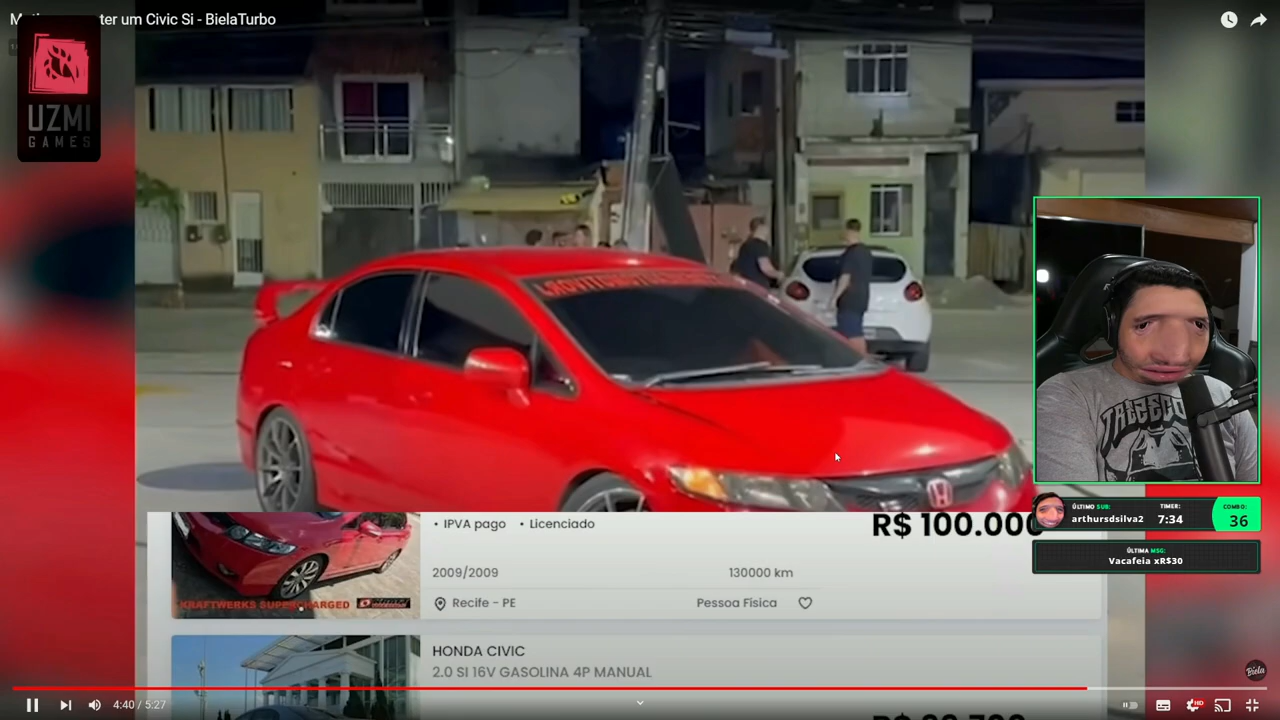 ter um Civic Si - BielaTurbo
UZMI
GAMES
• IPVA pago • Licenciado
R$ 100.000
2009/2009
130000 km
KRAFTWERKS SUPERCHARGED
Recife - PE
Pessoa Física
HONDA CIVIC
2.0 SI 16V GASOLINA 4P MANUAL
ÚLTIMO SUB:
arthursdsilva2
TIMER:
7:34
COMBO:
36
ÚLTIMA MSG:
Vacafeia xR$30
Biela
4:40 / 5:27
HD